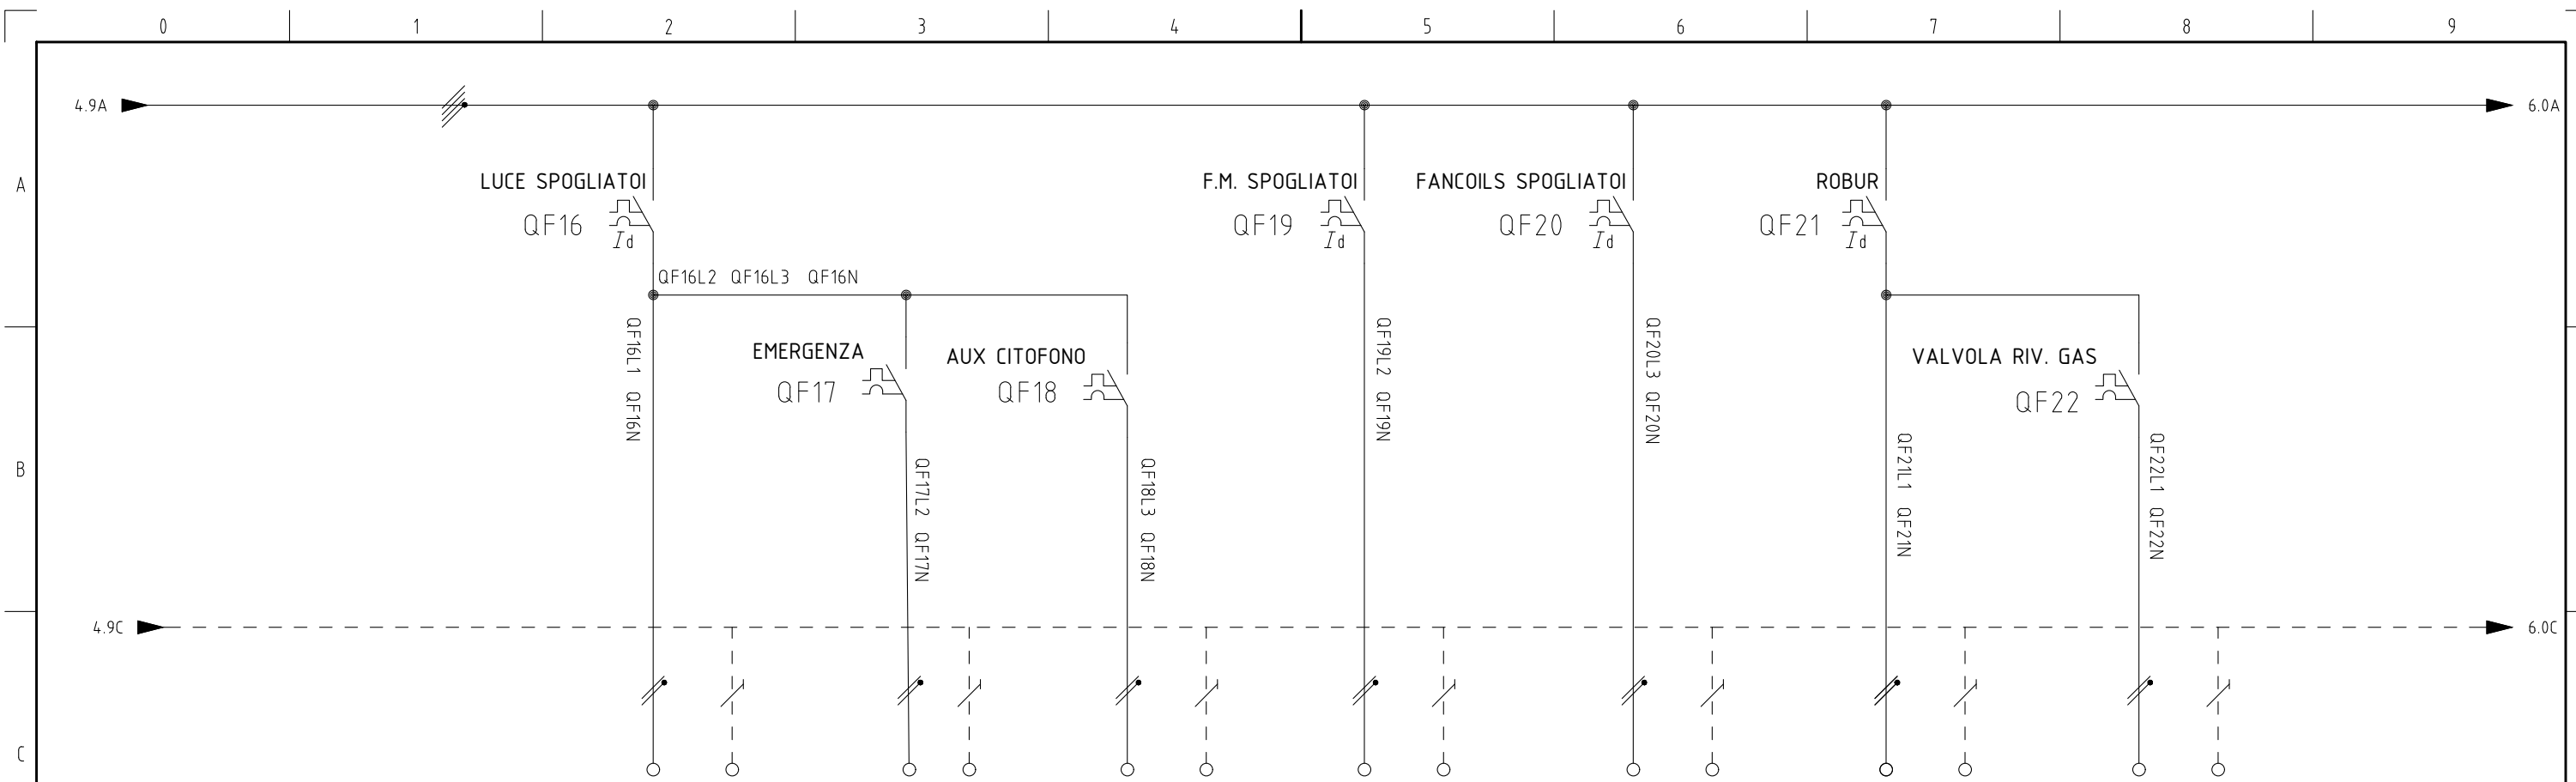 0 1 2 3 4 5 6 7 8 9
4.9A 6.0A
A
LUCE SPOGLIATOI F.M. SPOGLIATOI FANCOILS SPOGLIATOI ROBUR
QF16 QF19 QF20 QF21
Id Id Id Id
QF16L2 QF16L3 QF16N
QF16L1 QF16N
QF19L2 QF19N
QF20L3 QF20N
EMERGENZA AUX CITOFONO VALVOLA RIV. GAS
QF17 QF18 QF22
B
QF17L2 QF17N
QF18L3 QF18N
QF21L1 QF21N
QF22L1 QF22N
4.9C 6.0C
C